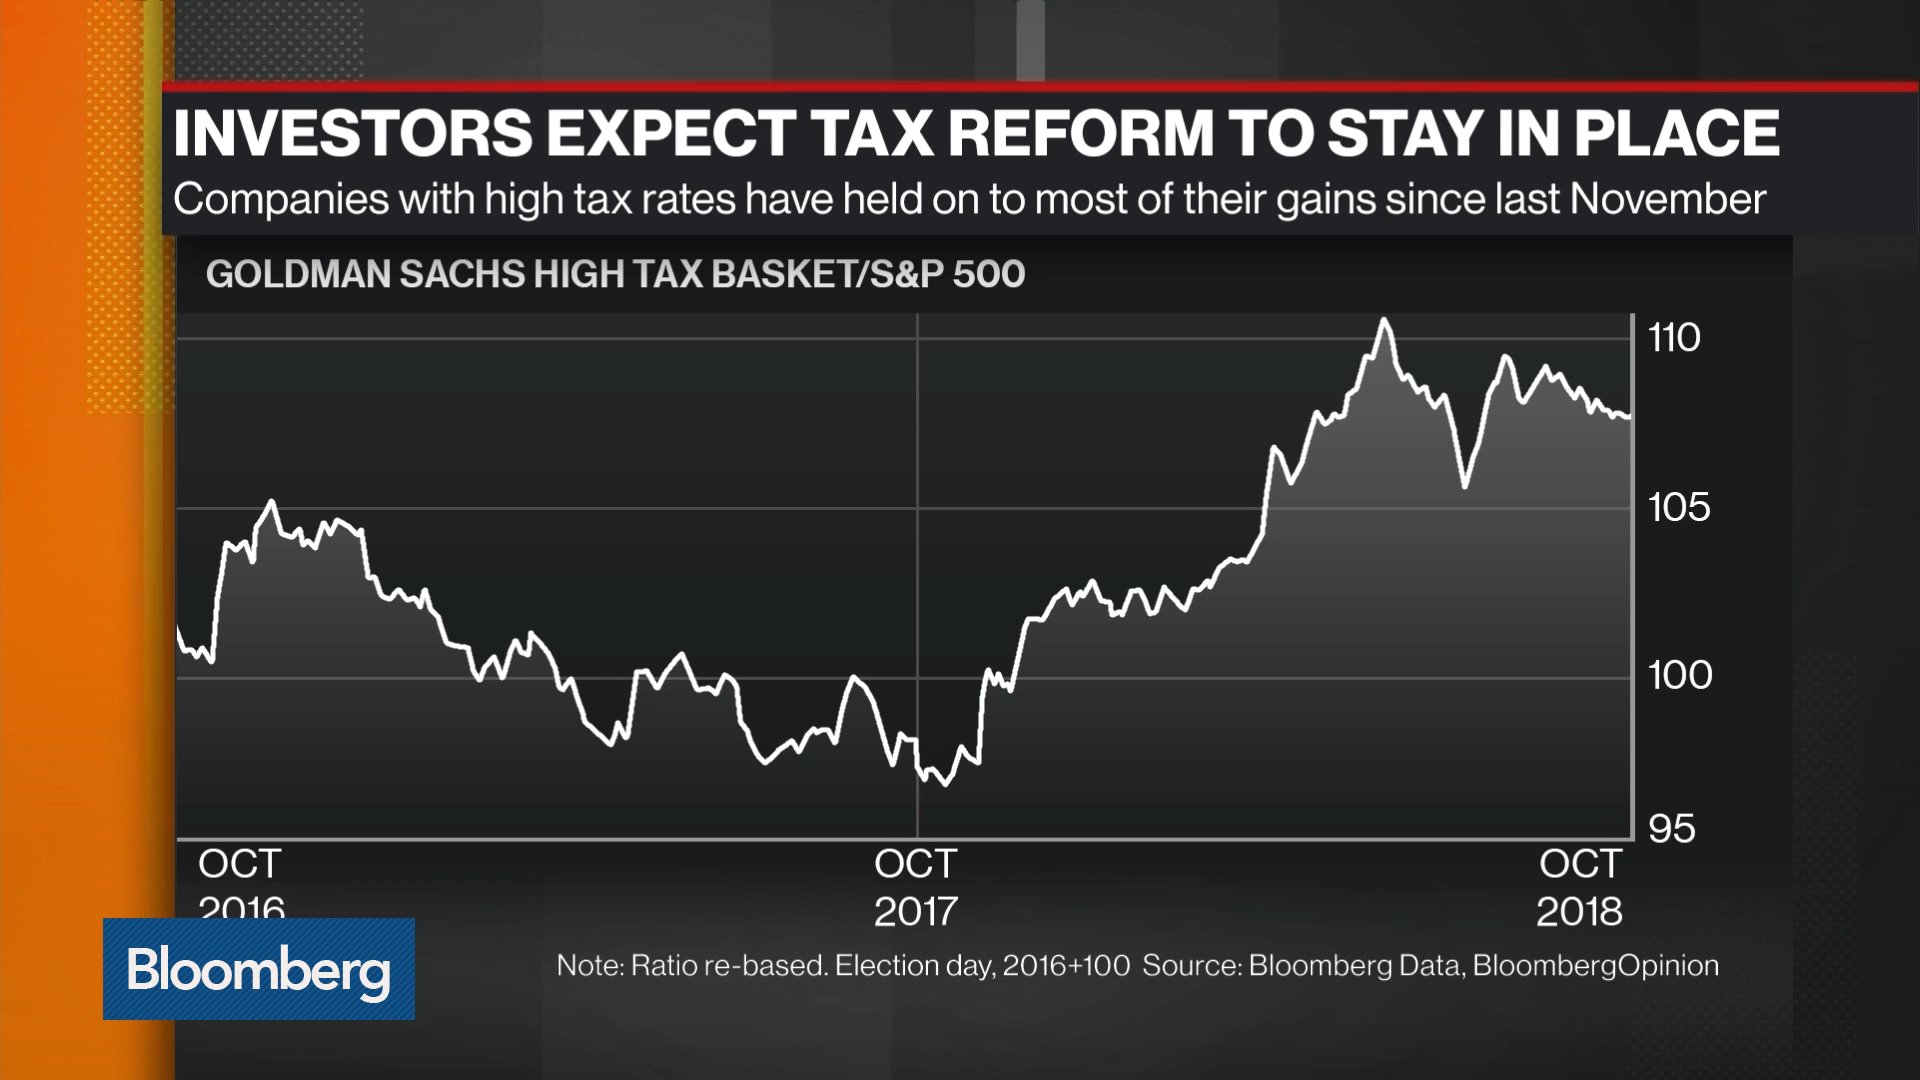 INVESTORS EXPECT TAX REFORM TO STAY IN PLACE
Companies with high tax rates have held on to most of their gains since last November
GOLDMAN SACHS HIGH TAX BASKET/S&P 500
110
105
100
95
OCT OCT OCT
2016 2017 2018
Bloomberg
Note: Ratio re-based. Election day, 2016+100 Source: Bloomberg Data, BloombergOpinion